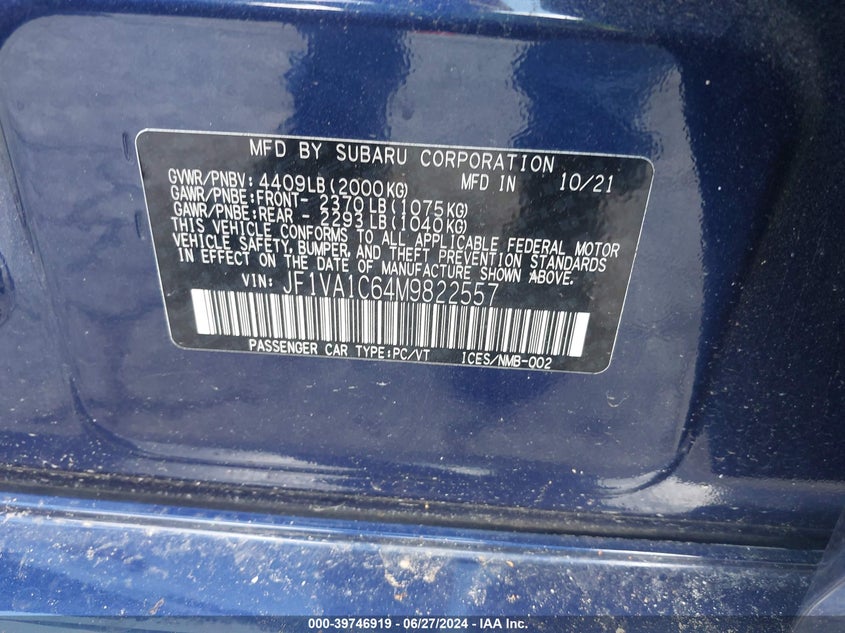 MFD BY SUBARU CORPORATION
GVWR/PNBV: 4409LB(2000KG) MFD IN 10/21
GAWR/PNBE:FRONT- 2370LB(1075KG)
GAWR/PNBE:REAR - 2293LB(1040KG)
THIS VEHICLE CONFORMS TO ALL APPLICABLE FEDERAL MOTOR
VEHICLE SAFETY, BUMPER, AND THEFT PREVENTION STANDARDS
IN EFFECT ON THE DATE OF MANUFACTURE SHOWN ABOVE.
VIN: JF1VA1C64M9822557
PASSENGER CAR TYPE:PC/VT 1CES/NMB-002
000-39746919 / 06/27/2024 - IAA, Inc.